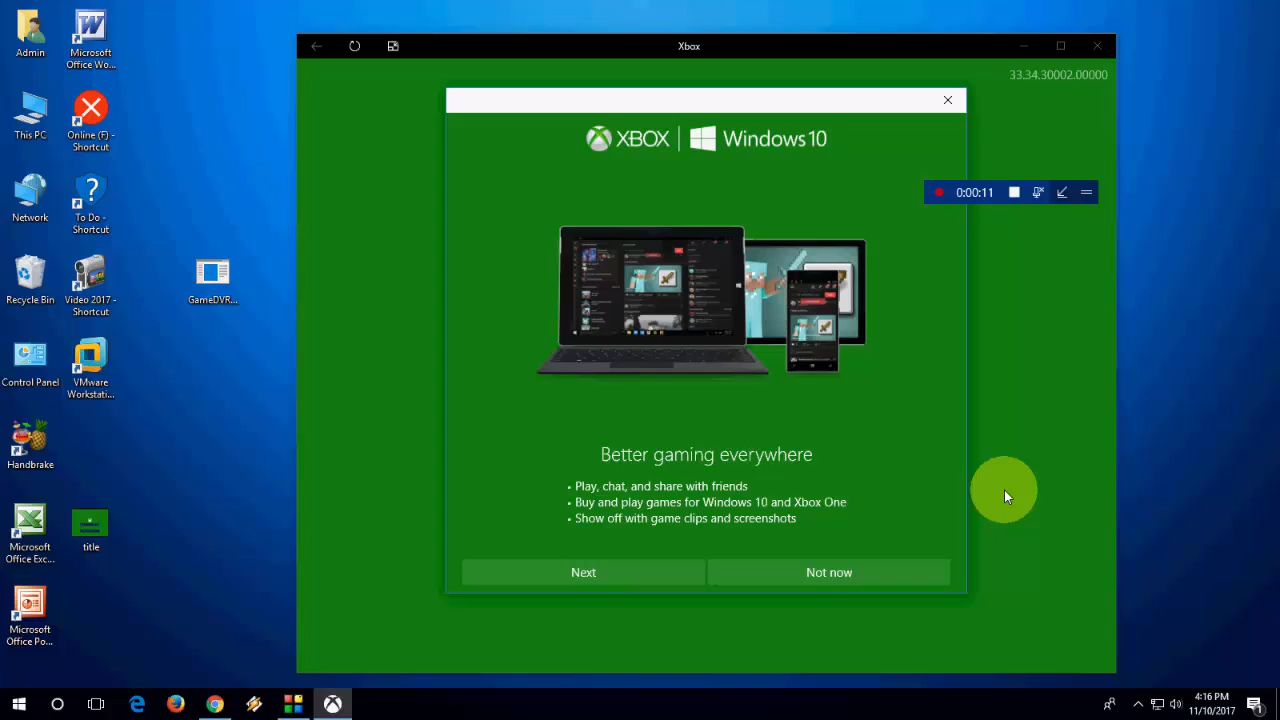 Admin
Microsoft
Office Wo...
This PC
Online (F) -
Shortcut
Network
To Do -
Shortcut
Recycle Bin
Video 2017 -
Shortcut
GameDVR...
Control Panel
VMware
Workstati...
Handbrake
Microsoft
Office Exc...
title
Microsoft
Office Po...
Xbox
33.34.30002.00000
XBOX | Windows 10
0:00:11
Better gaming everywhere
• Play, chat, and share with friends
• Buy and play games for Windows 10 and Xbox One
• Show off with game clips and screenshots
Next
Not now
4:16 PM
11/10/2017
1